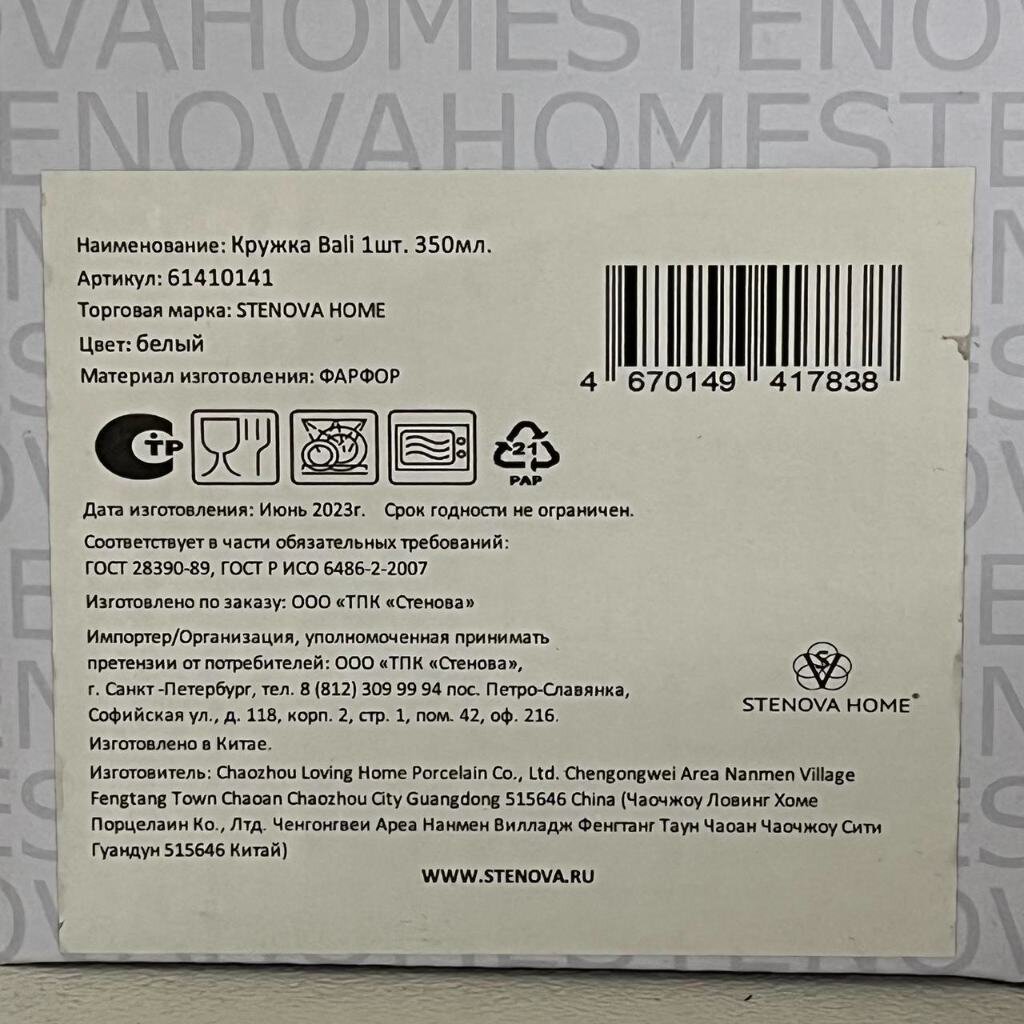 VAHOMESTENO
ENOVAHOMESTE
Наименование: Кружка Bali 1шт. 350мл.
Артикул: 61410141
Торговая марка: STENOVA HOME
Цвет: белый
Материал изготовления: ФАРФОР
4 670149 417838
ТР
21
PAP
Дата изготовления: Июнь 2023г. Срок годности не ограничен.
Соответствует в части обязательных требований:
ГОСТ 28390-89, ГОСТ Р ИСО 6486-2-2007
Изготовлено по заказу: ООО «ТПК «Стенова»
Импортер/Организация, уполномоченная принимать
претензии от потребителей: ООО «ТПК «Стенова»,
г. Санкт -Петербург, тел. 8 (812) 309 99 94 пос. Петро-Славянка,
Софийская ул., д. 118, корп. 2, стр. 1, пом. 42, оф. 216.
STENOVA HOME
Изготовлено в Китае.
Изготовитель: Chaozhou Loving Home Porcelain Co., Ltd. Chengongwei Area Nanmen Village
Fengtang Town Chaoan Chaozhou City Guangdong 515646 China (Чаочжоу Ловинг Хоме
Порцелаин Ко., Лтд. Ченгонгвеи Ареа Нанмен Вилладж Фенгтанг Таун Чаоан Чаочжоу Сити
Гуандун 515646 Китай)
WWW.STENOVA.RU